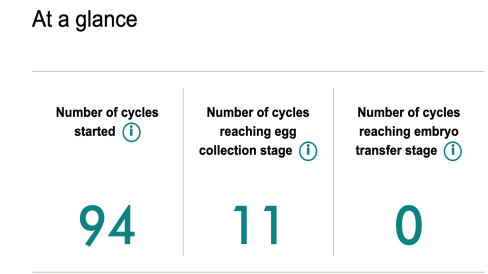 At a glance
Number of cycles
started
Number of cycles
reaching egg
collection stage
Number of cycles
reaching embryo
transfer stage
94
11
0